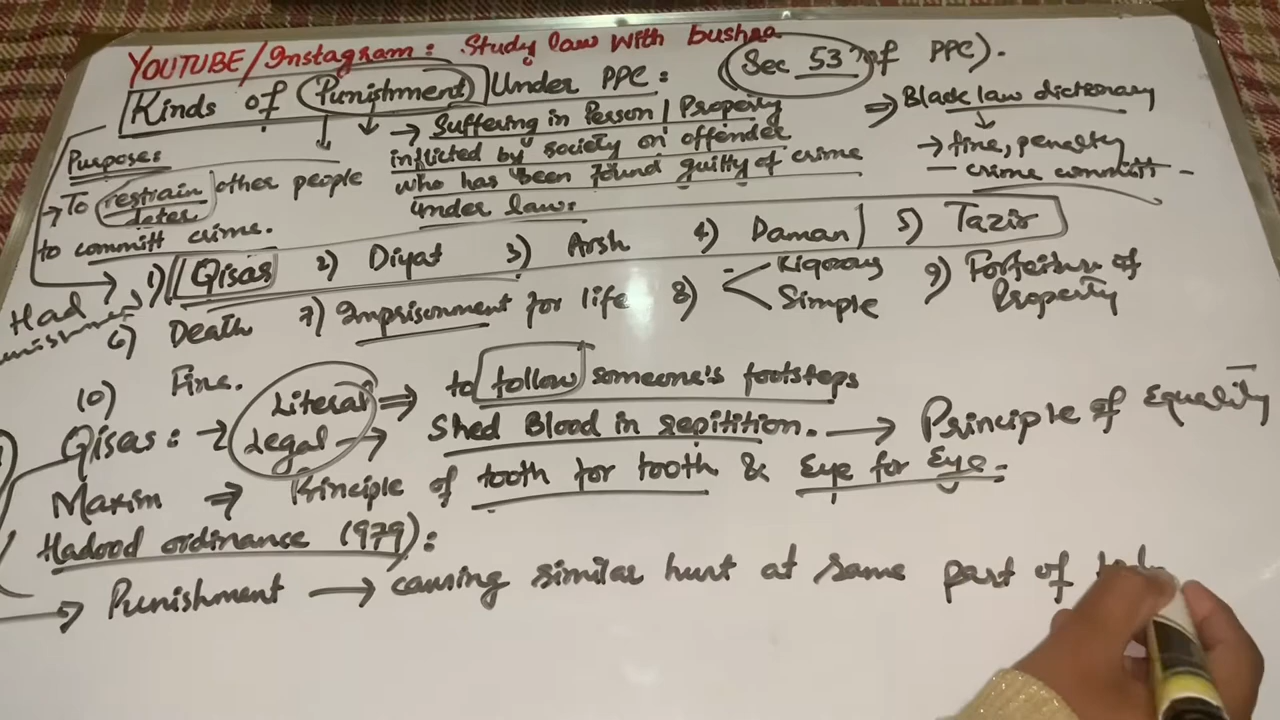 YOUTUBE/Instagram: Study law with bushra
Kinds of Punishment Under PPC: (Sec 53 of PPC).
Purpose:
→ To restrain other people
dater
to committ crime.
→ Suffering in Person/Property
inflicted by society on offender
who has been found guilty of crime
under law:
⇒ Black law dictionary
→ fine, penalty
— crime committ -
Had
1) Qisas 2) Diyat 3) Arsh 4) Daman 5) Tazir
6) Death 7) Imprisonment for life 8) Rigorous
Simple
9) Forfeiture of
Property
10) Fine.
Qisas: → Literal ⇒ to follow someone's footsteps
Legal → Shed Blood in repitition. → Principle of Equality
Maxim ⇒ Principle of tooth for tooth & Eye for Eye.
Hadood ordinance (1979):
→ Punishment → causing similar hurt at same part of